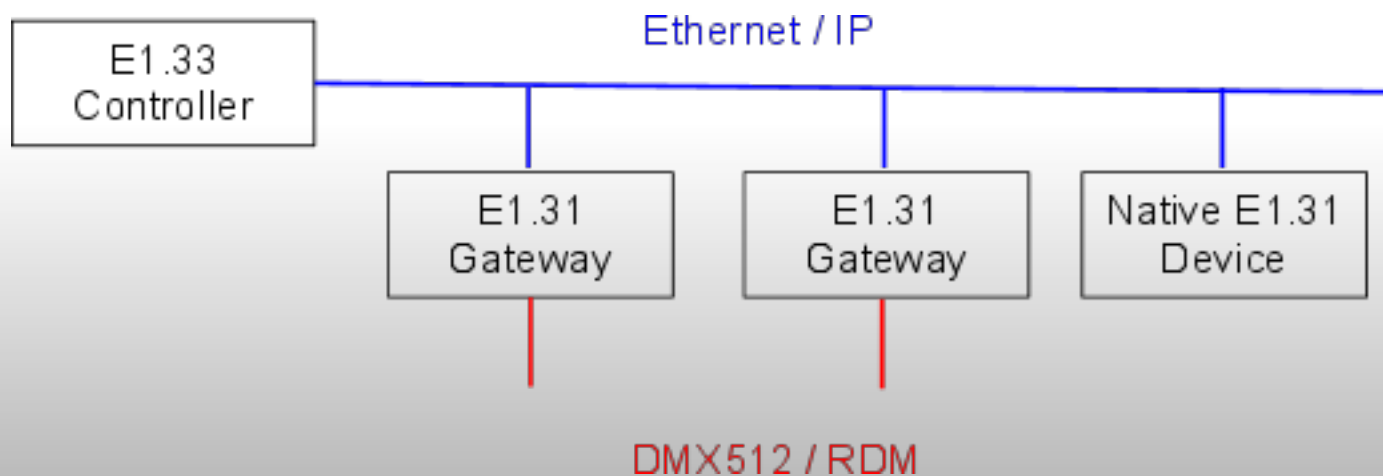 Ethernet / IP
E1.33
Controller
E1.31
Gateway
E1.31
Gateway
Native E1.31
Device
DMX512 / RDM